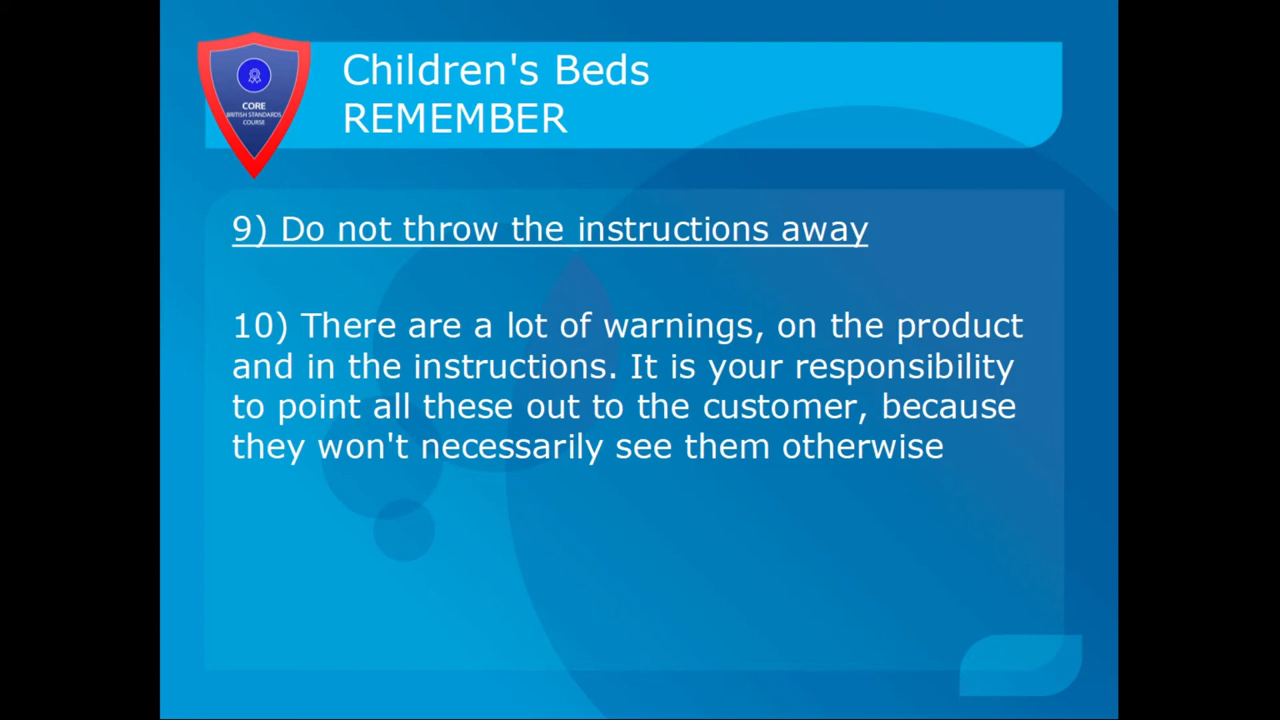 CORE
BRITISH STANDARDS
COURSE
Children's Beds
REMEMBER
9) Do not throw the instructions away
10) There are a lot of warnings, on the product
and in the instructions. It is your responsibility
to point all these out to the customer, because
they won't necessarily see them otherwise